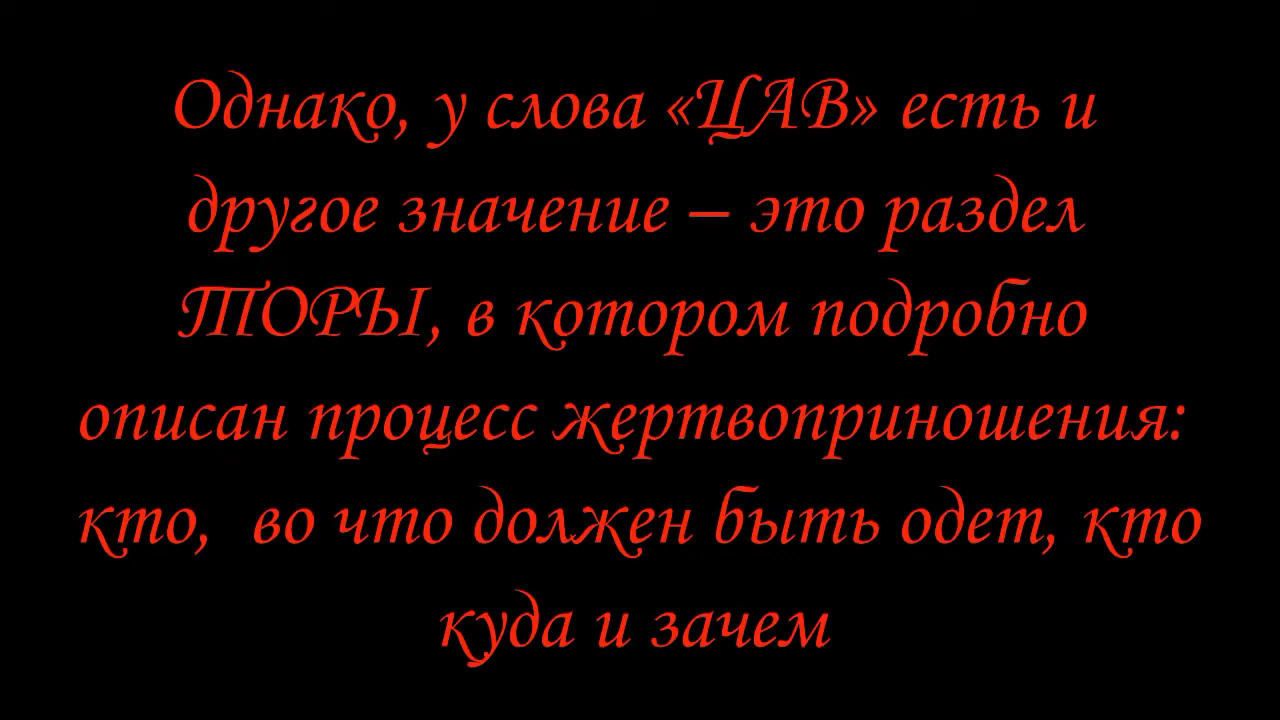 Однако, у слова «ЦАВ» есть и
другое значение – это раздел
ТОРЫ, в котором подробно
описан процесс жертвоприношения:
кто, во что должен быть одет, кто
куда и зачем